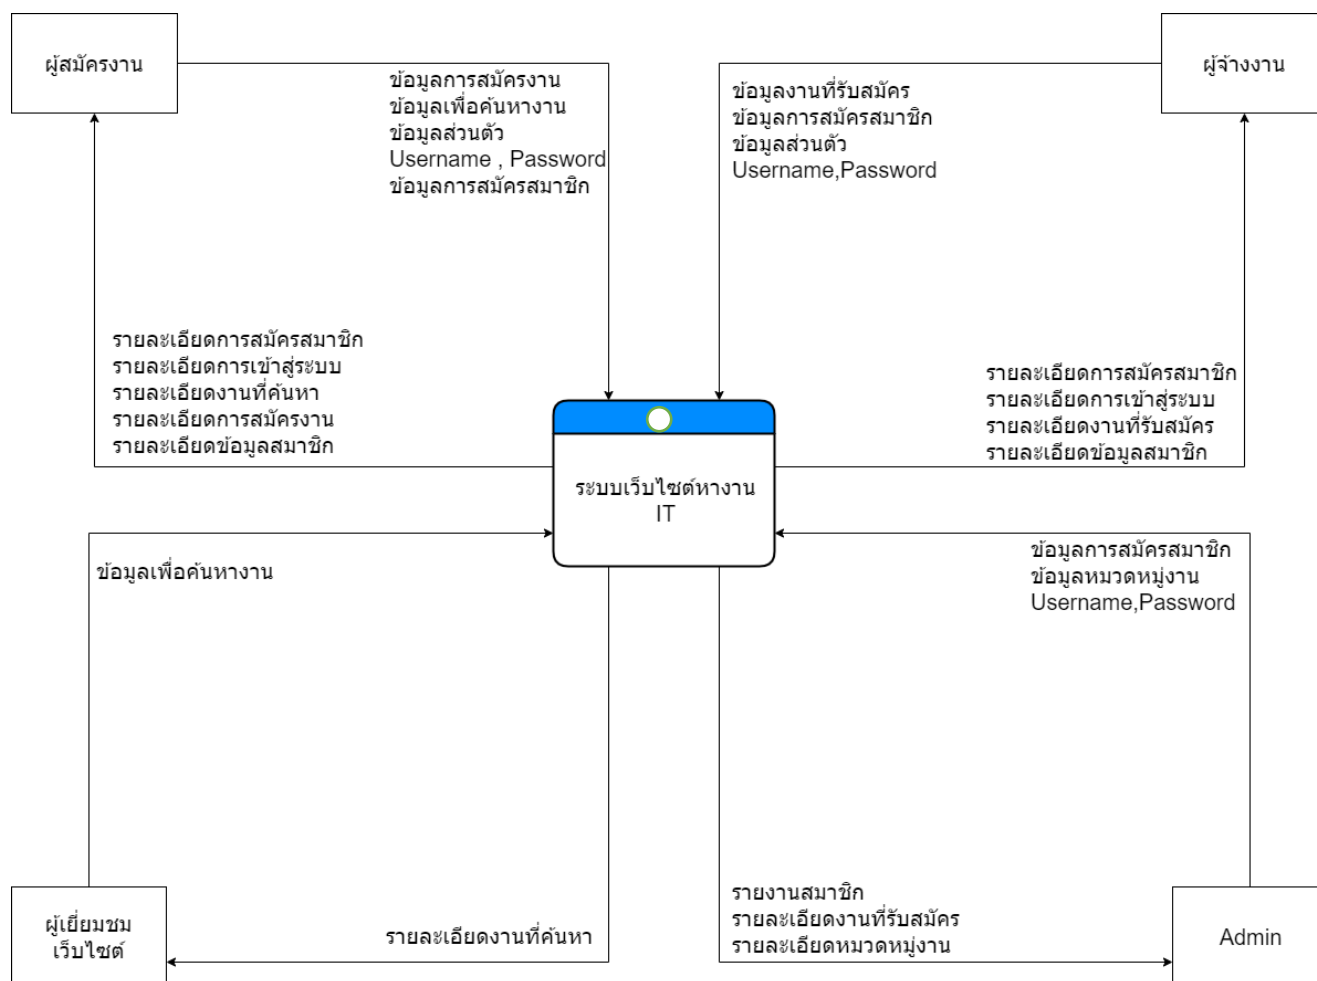 ผู้สมัครงาน
ข้อมูลการสมัครงาน
ข้อมูลเพื่อค้นหางาน
ข้อมูลส่วนตัว
Username , Password
ข้อมูลการสมัครสมาชิก
ข้อมูลงานที่รับสมัคร
ข้อมูลการสมัครสมาชิก
ข้อมูลส่วนตัว
Username,Password
ผู้จ้างงาน
รายละเอียดการสมัครสมาชิก
รายละเอียดการเข้าสู่ระบบ
รายละเอียดงานที่ค้นหา
รายละเอียดการสมัครงาน
รายละเอียดข้อมูลสมาชิก
รายละเอียดการสมัครสมาชิก
รายละเอียดการเข้าสู่ระบบ
รายละเอียดงานที่รับสมัคร
รายละเอียดข้อมูลสมาชิก
ระบบเว็บไซต์หางาน
IT
ข้อมูลเพื่อค้นหางาน
ข้อมูลการสมัครสมาชิก
ข้อมูลหมวดหมู่งาน
Username,Password
ผู้เยี่ยมชม
เว็บไซต์
รายละเอียดงานที่ค้นหา
รายงานสมาชิก
รายละเอียดงานที่รับสมัคร
รายละเอียดหมวดหมู่งาน
Admin